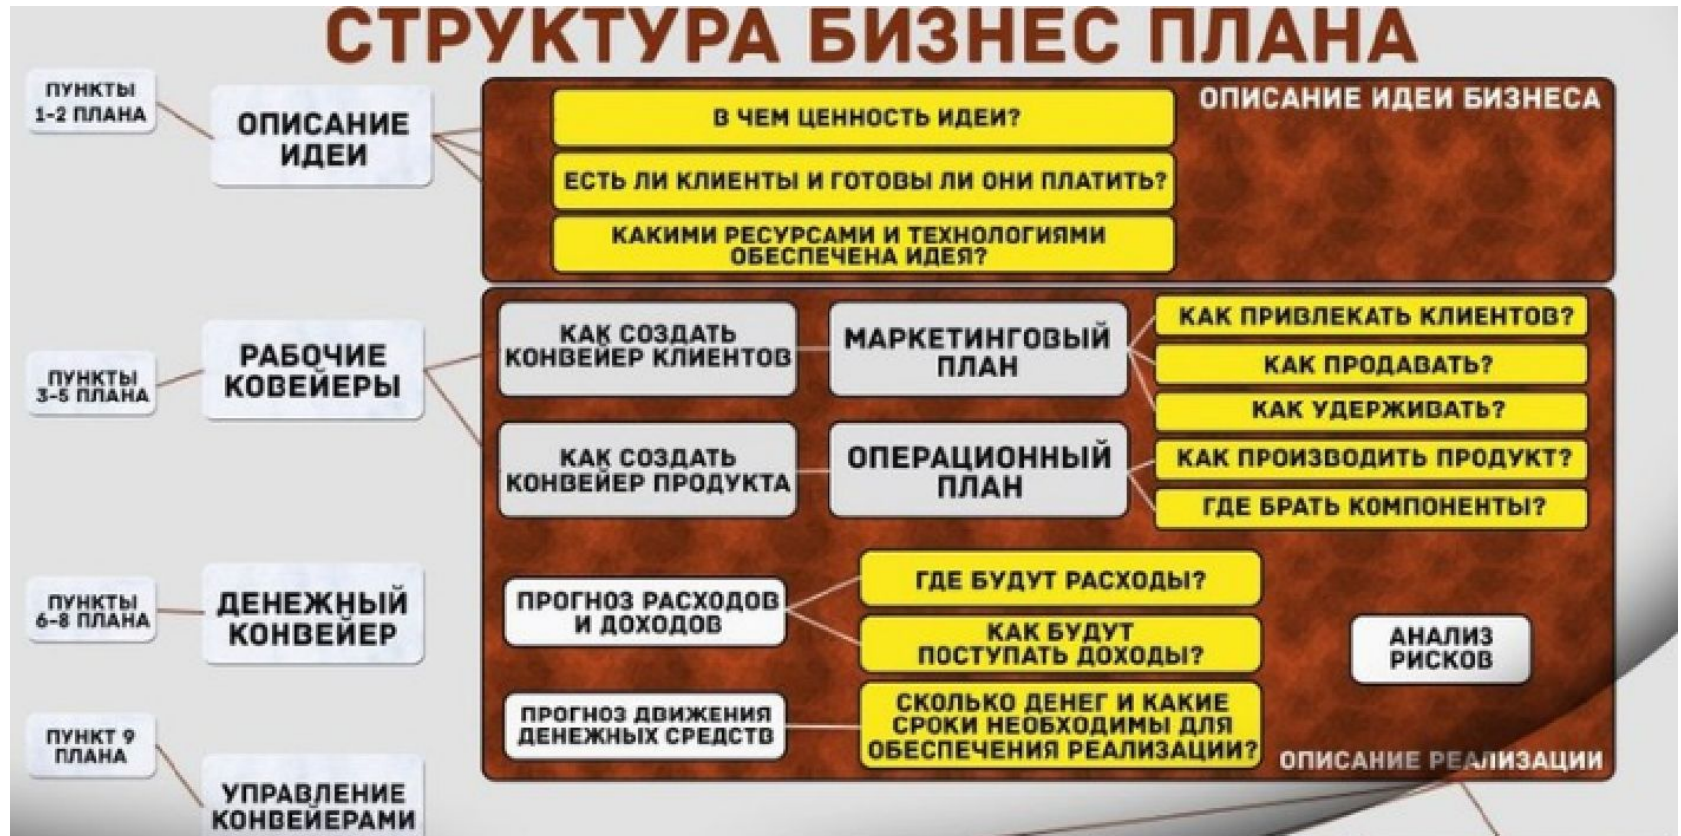 СТРУКТУРА БИЗНЕС ПЛАНА
ПУНКТЫ
1-2 ПЛАНА
ОПИСАНИЕ
ИДЕИ
ОПИСАНИЕ ИДЕИ БИЗНЕСА
В ЧЕМ ЦЕННОСТЬ ИДЕИ?
ЕСТЬ ЛИ КЛИЕНТЫ И ГОТОВЫ ЛИ ОНИ ПЛАТИТЬ?
КАКИМИ РЕСУРСАМИ И ТЕХНОЛОГИЯМИ
ОБЕСПЕЧЕНА ИДЕЯ?
ПУНКТЫ
3-5 ПЛАНА
РАБОЧИЕ
КОВЕЙЕРЫ
КАК СОЗДАТЬ
КОНВЕЙЕР КЛИЕНТОВ
МАРКЕТИНГОВЫЙ
ПЛАН
КАК ПРИВЛЕКАТЬ КЛИЕНТОВ?
КАК ПРОДАВАТЬ?
КАК УДЕРЖИВАТЬ?
КАК СОЗДАТЬ
КОНВЕЙЕР ПРОДУКТА
ОПЕРАЦИОННЫЙ
ПЛАН
КАК ПРОИЗВОДИТЬ ПРОДУКТ?
ГДЕ БРАТЬ КОМПОНЕНТЫ?
ПУНКТЫ
6-8 ПЛАНА
ДЕНЕЖНЫЙ
КОНВЕЙЕР
ПРОГНОЗ РАСХОДОВ
И ДОХОДОВ
ГДЕ БУДУТ РАСХОДЫ?
КАК БУДУТ
ПОСТУПАТЬ ДОХОДЫ?
АНАЛИЗ
РИСКОВ
ПРОГНОЗ ДВИЖЕНИЯ
ДЕНЕЖНЫХ СРЕДСТВ
СКОЛЬКО ДЕНЕГ И КАКИЕ
СРОКИ НЕОБХОДИМЫ ДЛЯ
ОБЕСПЕЧЕНИЯ РЕАЛИЗАЦИИ?
ОПИСАНИЕ РЕАЛИЗАЦИИ
ПУНКТ 9
ПЛАНА
УПРАВЛЕНИЕ
КОНВЕЙЕРАМИ